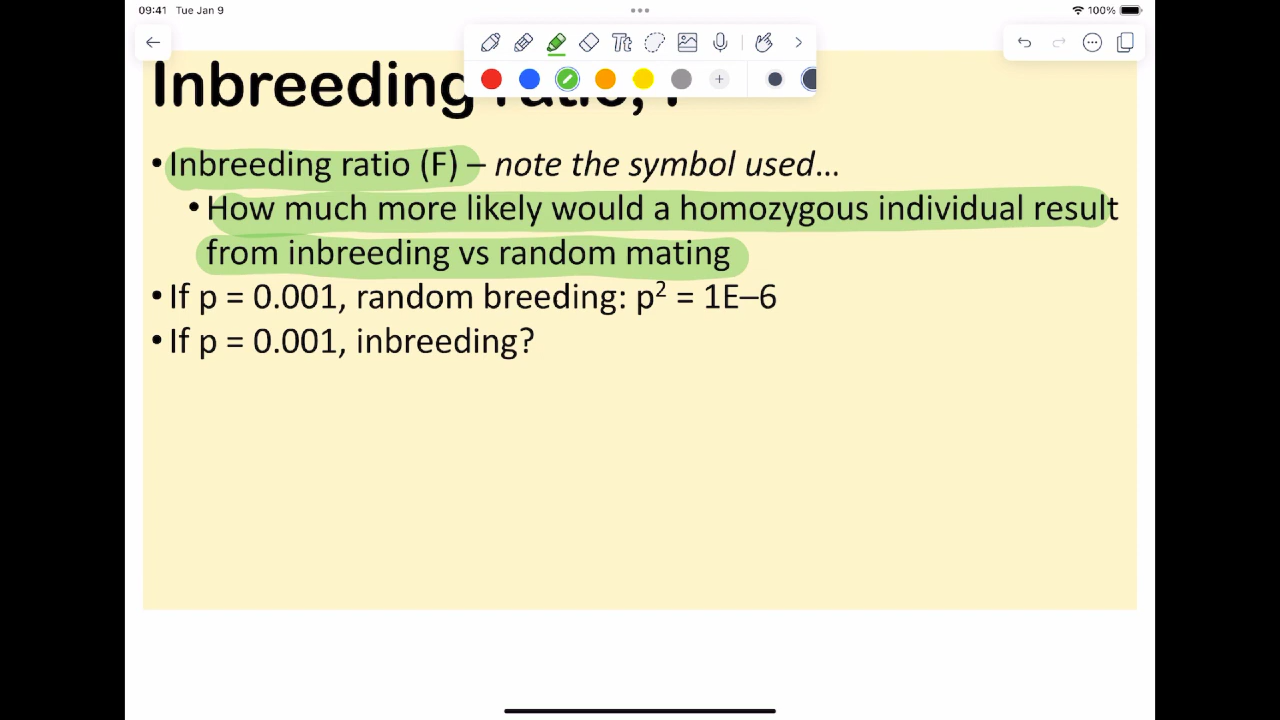 09:41 Tue Jan 9
100%
Inbreeding
• Inbreeding ratio (F) – note the symbol used…
• How much more likely would a homozygous individual result
from inbreeding vs random mating
• If p = 0.001, random breeding: p² = 1E–6
• If p = 0.001, inbreeding?